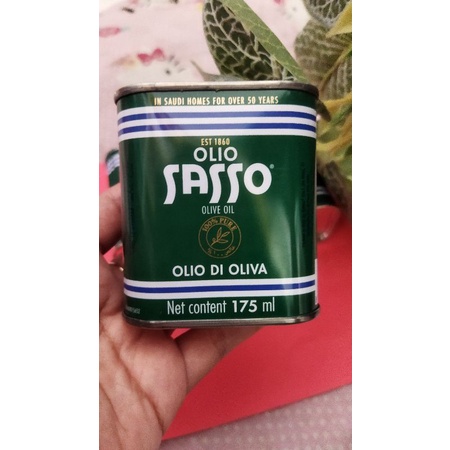 IN SAUDI HOMES FOR OVER 50 YEARS
EST 1860
OLIO
SASSO®
OLIVE OIL
100% PURE
OLIO DI OLIVA
Net content 175 ml